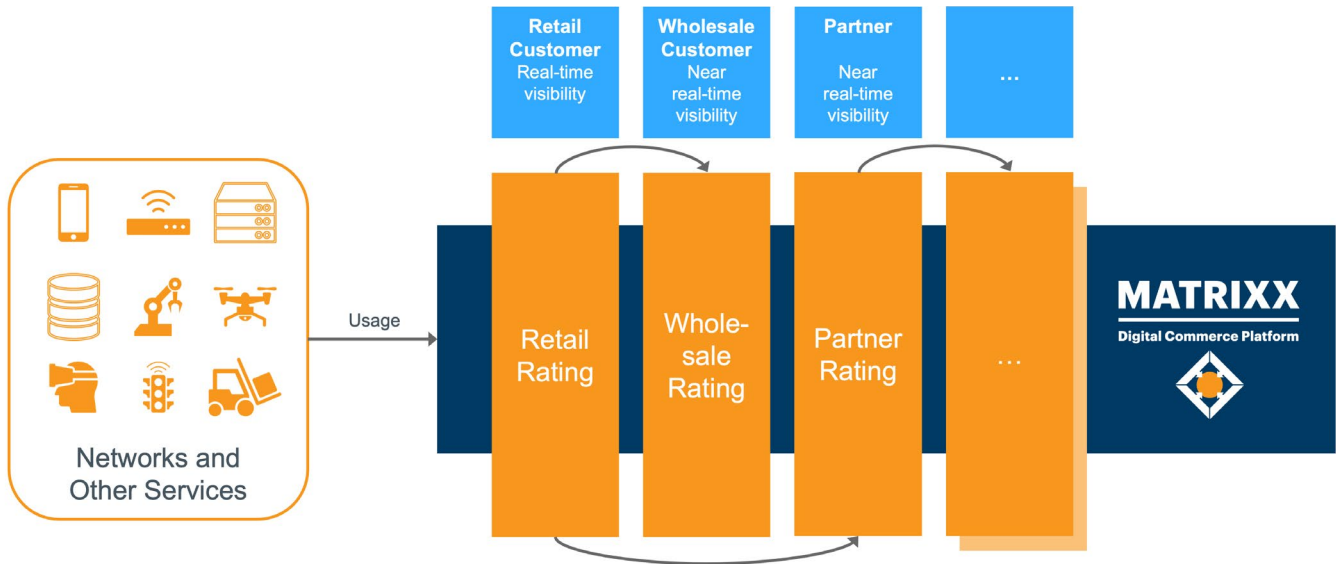 Retail
Customer
Real-time
visibility
Wholesale
Customer
Near
real-time
visibility
Partner
Near
real-time
visibility
...
Networks and
Other Services
Usage
Retail
Rating
Whole-
sale
Rating
Partner
Rating
...
MATRIXX
Digital Commerce Platform